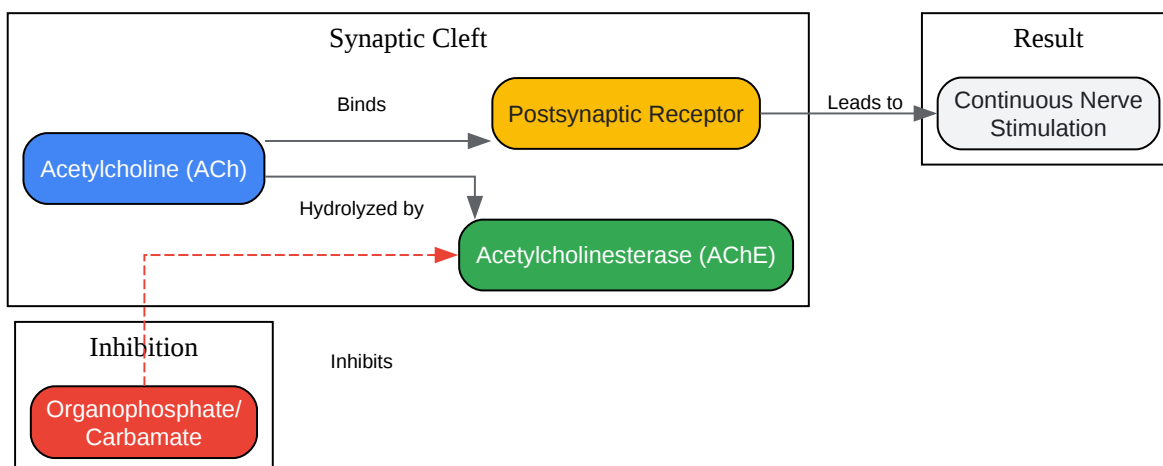 Synaptic Cleft
Result
Binds
Postsynaptic Receptor
Leads to
Continuous Nerve
Stimulation
Acetylcholine (ACh)
Hydrolyzed by
Acetylcholinesterase (AChE)
Inhibition
Inhibits
Organophosphate/
Carbamate